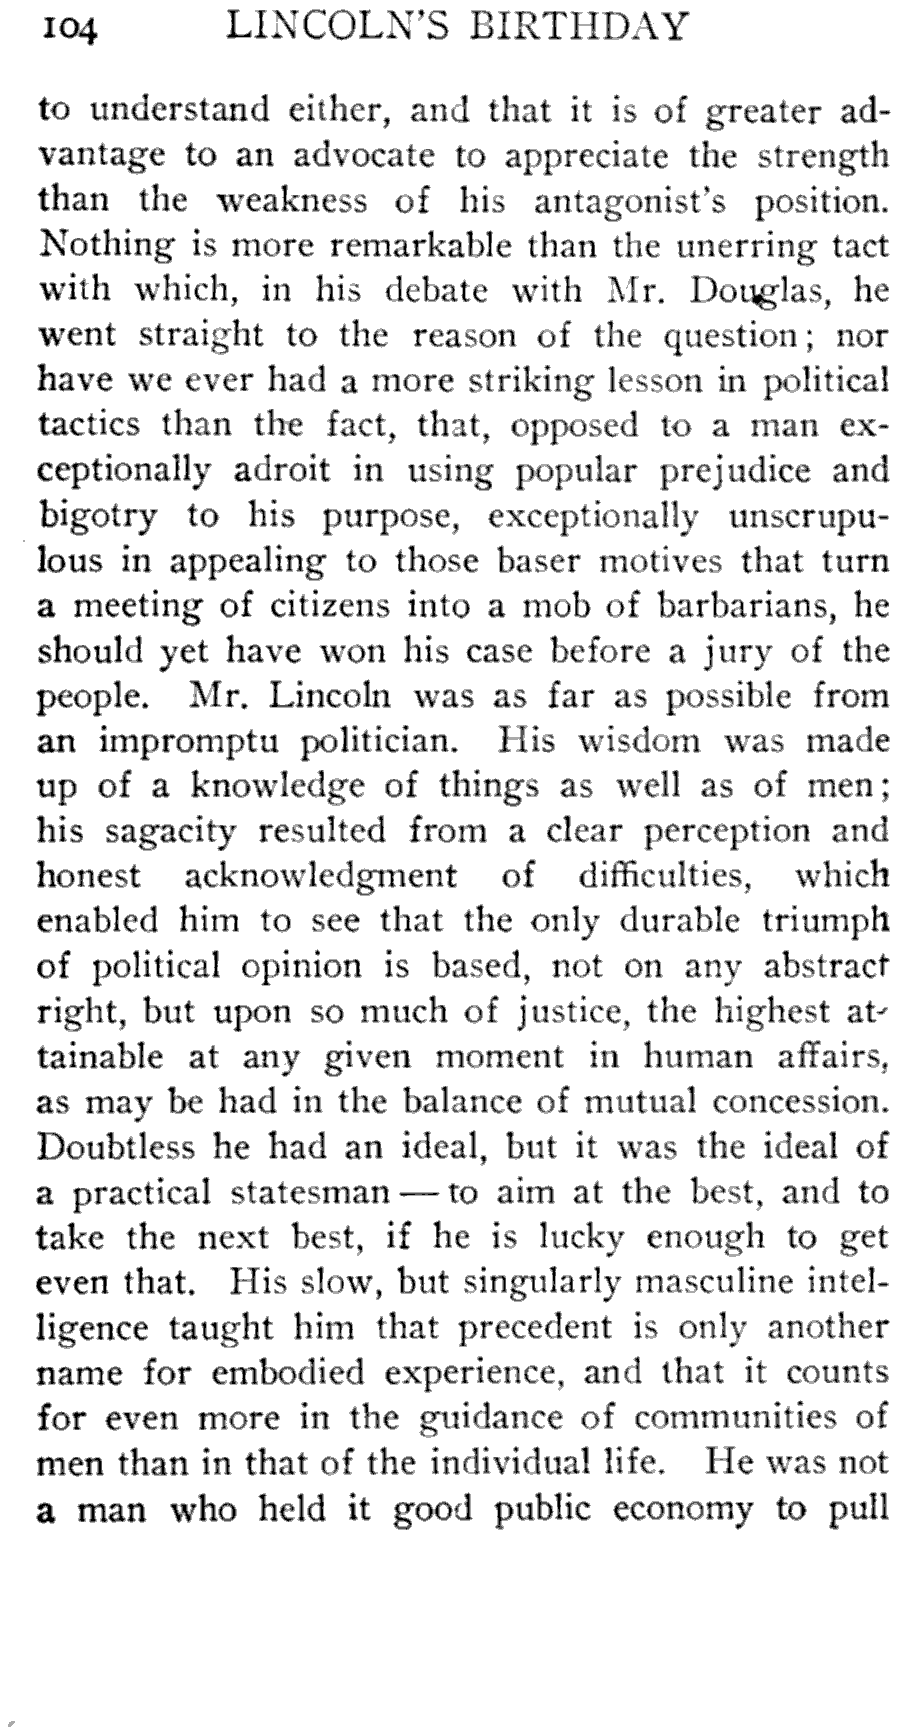 104 LINCOLN'S BIRTHDAY
to understand either, and that it is of greater ad-
vantage to an advocate to appreciate the strength
than the weakness of his antagonist's position.
Nothing is more remarkable than the unerring tact
with which, in his debate with Mr. Douglas, he
went straight to the reason of the question; nor
have we ever had a more striking lesson in political
tactics than the fact, that, opposed to a man ex-
ceptionally adroit in using popular prejudice and
bigotry to his purpose, exceptionally unscrupu-
lous in appealing to those baser motives that turn
a meeting of citizens into a mob of barbarians, he
should yet have won his case before a jury of the
people. Mr. Lincoln was as far as possible from
an impromptu politician. His wisdom was made
up of a knowledge of things as well as of men;
his sagacity resulted from a clear perception and
honest acknowledgment of difficulties, which
enabled him to see that the only durable triumph
of political opinion is based, not on any abstract
right, but upon so much of justice, the highest at-
tainable at any given moment in human affairs,
as may be had in the balance of mutual concession.
Doubtless he had an ideal, but it was the ideal of
a practical statesman — to aim at the best, and to
take the next best, if he is lucky enough to get
even that. His slow, but singularly masculine intel-
ligence taught him that precedent is only another
name for embodied experience, and that it counts
for even more in the guidance of communities of
men than in that of the individual life. He was not
a man who held it good public economy to pull